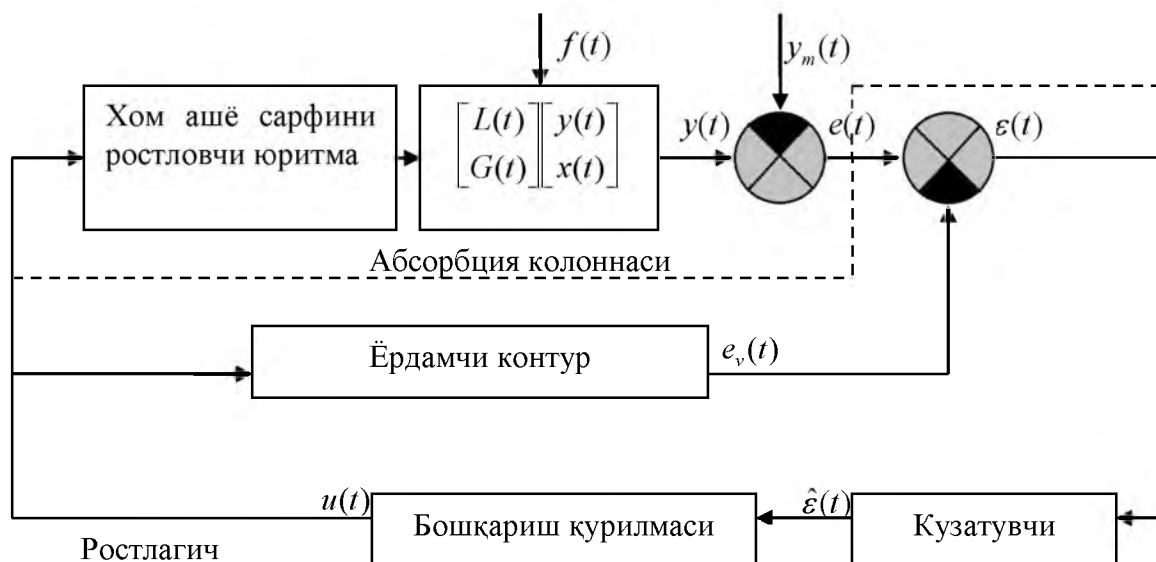 f(t)
y_m(t)
Хом ашё сарфини
ростловчи юритма
[L(t)] [y(t)]
[G(t)] [x(t)]
y(t)
e(t)
ε(t)
Абсорбция колоннаси
Ёрдамчи контур
e_v(t)
u(t)
Бошқариш қурилмаси
ε̂(t)
Кузатувчи
Ростлагич